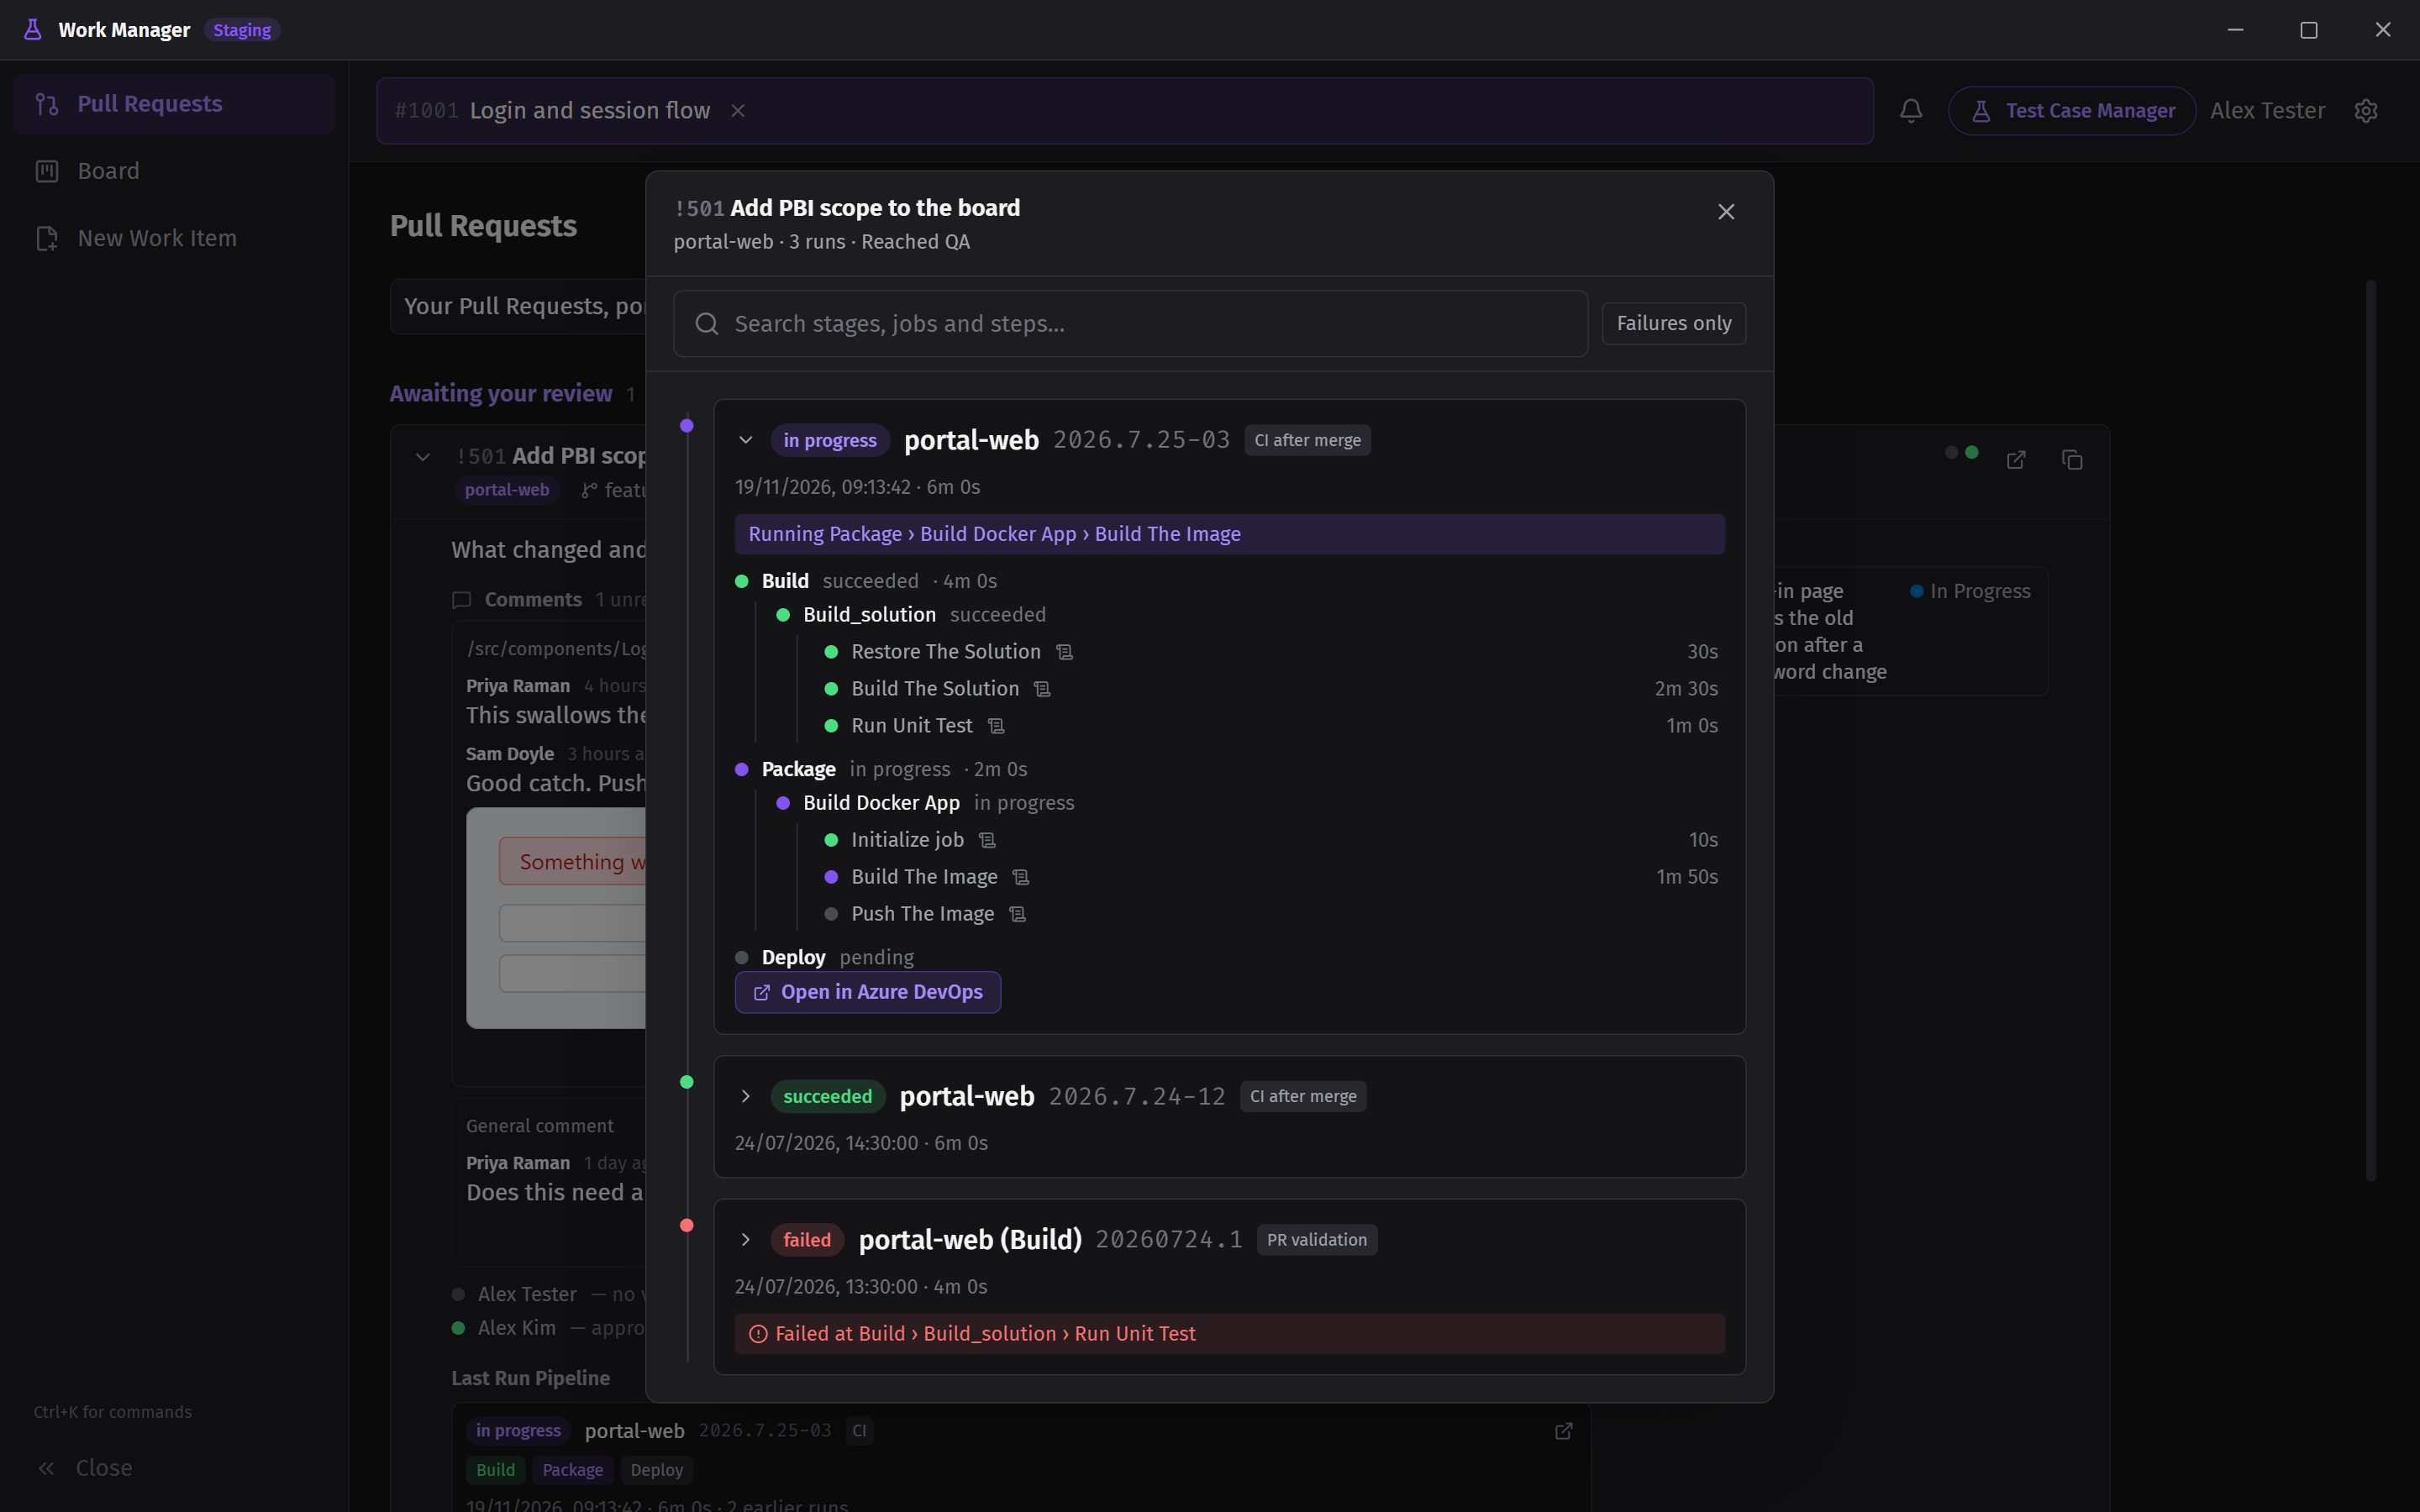 Work Manager Staging
Pull Requests
Board
New Work Item
Ctrl+K for commands
Close
#1001 Login and session flow
Test Case Manager
Alex Tester
Pull Requests
Your Pull Requests,
Awaiting your review 1
!501 Add PBI
portal-web
What changed and
Comments 1
Priya Raman 4 hours
This swallows the
Sam Doyle 3 hours
Good catch.
Something
General comment
Priya Raman 1 day
Does this need a
Alex Tester — no
Alex Kim —
Last Run Pipeline
in progress portal-web 2026.7.25-03 CI
Build Package Deploy
19/11/2026, 09:13:42 · 6m 0s · 2 earlier runs
!501 Add PBI scope to the board
portal-web · 3 runs · Reached QA
Search stages, jobs and steps...
Failures only
in progress portal-web 2026.7.25-03 CI after merge
19/11/2026, 09:13:42 · 6m 0s
Running Package › Build Docker App › Build The Image
Build succeeded · 4m 0s
Build_solution succeeded
Restore The Solution 30s
Build The Solution 2m 30s
Run Unit Test 1m 0s
Package in progress · 2m 0s
Build Docker App in progress
Initialize job 10s
Build The Image 1m 50s
Push The Image
Deploy pending
Open in Azure DevOps
succeeded portal-web 2026.7.24-12 CI after merge
24/07/2026, 14:30:00 · 6m 0s
failed portal-web (Build) 20260724.1 PR validation
24/07/2026, 13:30:00 · 4m 0s
Failed at Build › Build_solution › Run Unit Test
-in page
the old
on after a
change
In Progress